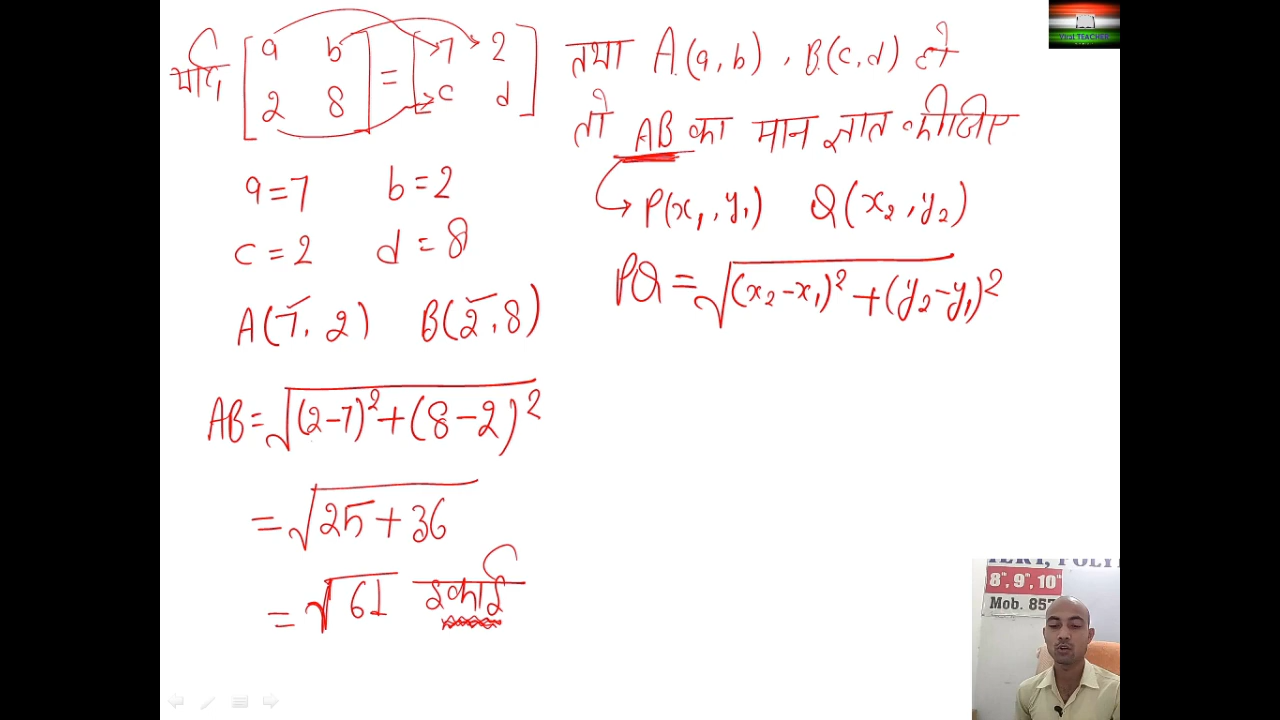 यदि [a b 2 8] = [7 2 c d] तथा A(a,b), B(c,d) हो
तो AB का मान ज्ञात कीजिए
P(x₁, y₁) Q(x₂, y₂)
PQ = √(x₂-x₁)² + (y₂-y₁)²
a=7 b=2
c=2 d=8
A(7, 2) B(2, 8)
AB = √(2-7)² + (8-2)²
= √25+36
= √61 इकाई
Vini TEACHER
8", 9", 10"